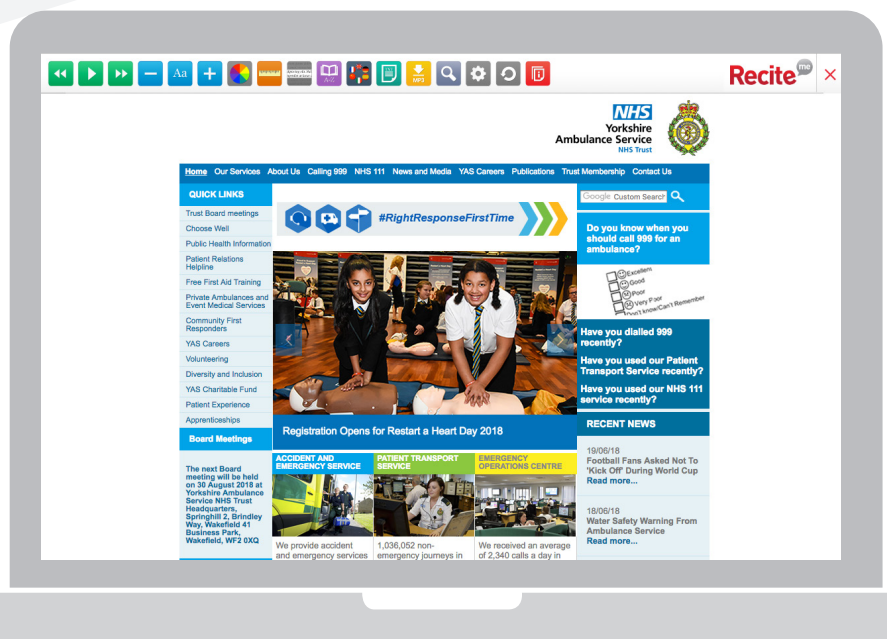 Aa
A-Z
MP3
Recite me
NHS
Yorkshire
Ambulance Service
NHS Trust
Home Our Services About Us Calling 999 NHS 111 News and Media YAS Careers Publications Trust Membership Contact Us
QUICK LINKS
Trust Board meetings
Choose Well
Public Health Information
Patient Relations
Helpline
Free First Aid Training
Private Ambulances and
Event Medical Services
Community First
Responders
YAS Careers
Volunteering
Diversity and Inclusion
YAS Charitable Fund
Patient Experience
Apprenticeships
Board Meetings
The next Board
meeting will be held
on 30 August 2018 at
Yorkshire Ambulance
Service NHS Trust
Headquarters,
Springhill 2, Brindley
Way, Wakefield 41
Business Park,
Wakefield, WF2 0XQ
#RightResponseFirstTime
Registration Opens for Restart a Heart Day 2018
ACCIDENT AND
EMERGENCY SERVICE
We provide accident
and emergency services
PATIENT TRANSPORT
SERVICE
1,036,052 non-
emergency journeys in
EMERGENCY
OPERATIONS CENTRE
We received an average
of 2,340 calls a day in
Google Custom Search
Do you know when you
should call 999 for an
ambulance?
Excellent
Good
Poor
Very Poor
Don't know/Can't Remember
Have you dialled 999
recently?
Have you used our Patient
Transport Service recently?
Have you used our NHS 111
service recently?
RECENT NEWS
19/06/18
Football Fans Asked Not To
'Kick Off' During World Cup
Read more...
18/06/18
Water Safety Warning From
Ambulance Service
Read more...